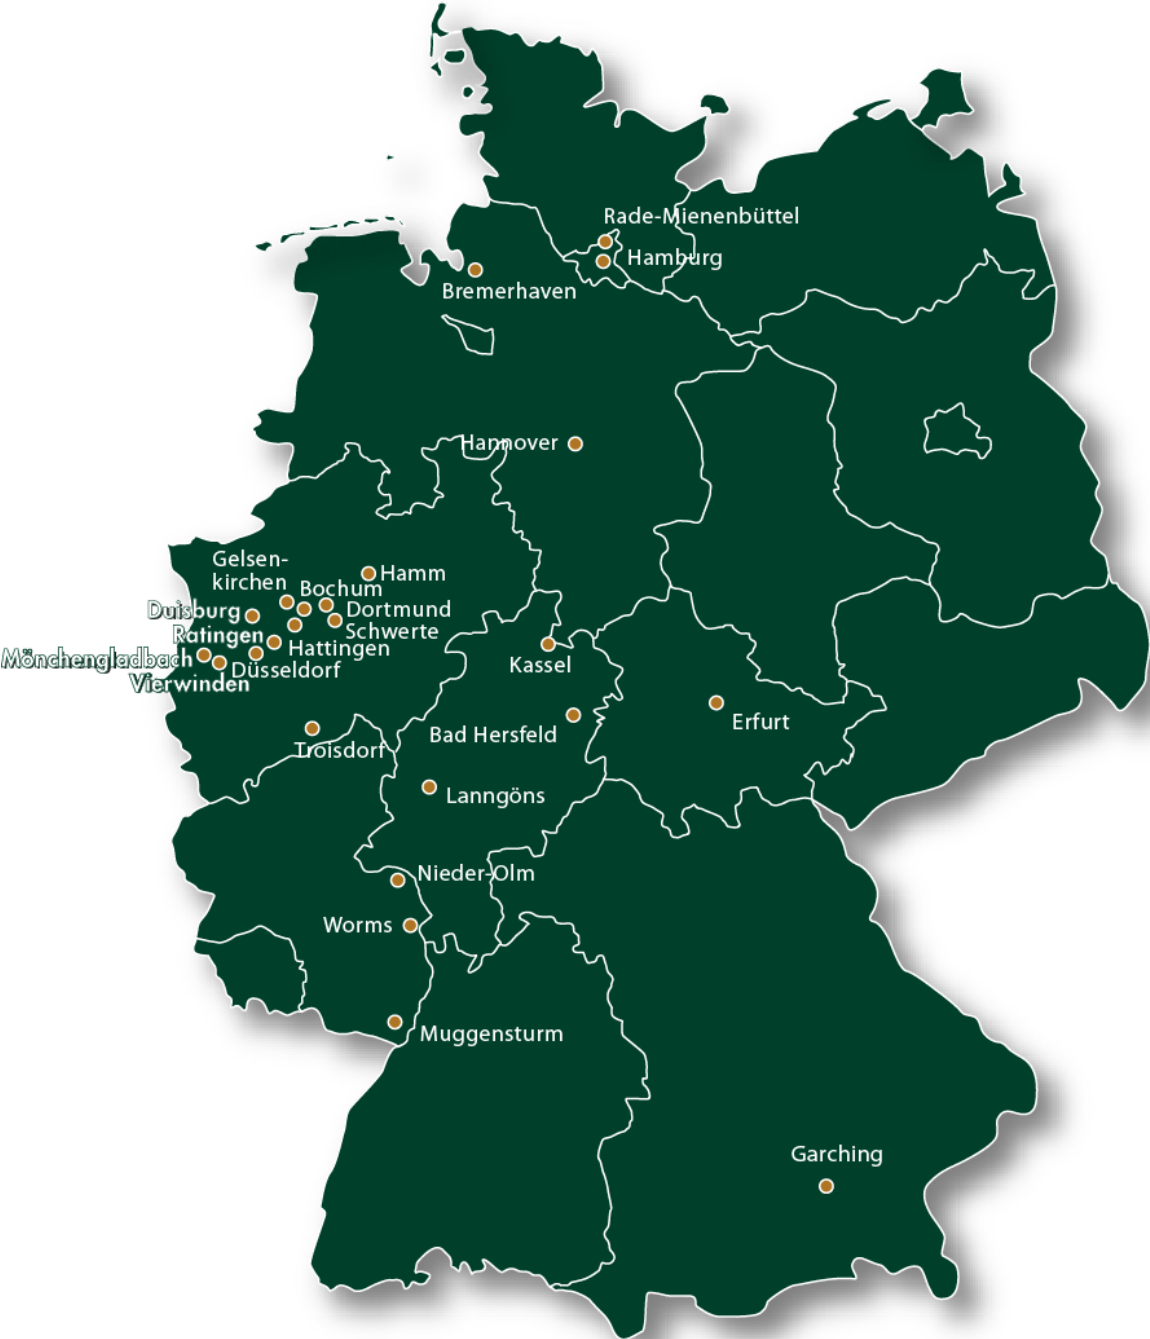 Rade-Mienenbüttel
Hamburg
Bremerhaven
Hannover
Gelsen-
kirchen
Hamm
Bochum
Duisburg
Dortmund
Ratingen
Schwerte
Hattingen
Mönchengladbach
Düsseldorf
Vierwinden
Kassel
Erfurt
Bad Hersfeld
Troisdorf
Lanngöns
Nieder-Olm
Worms
Muggensturm
Garching